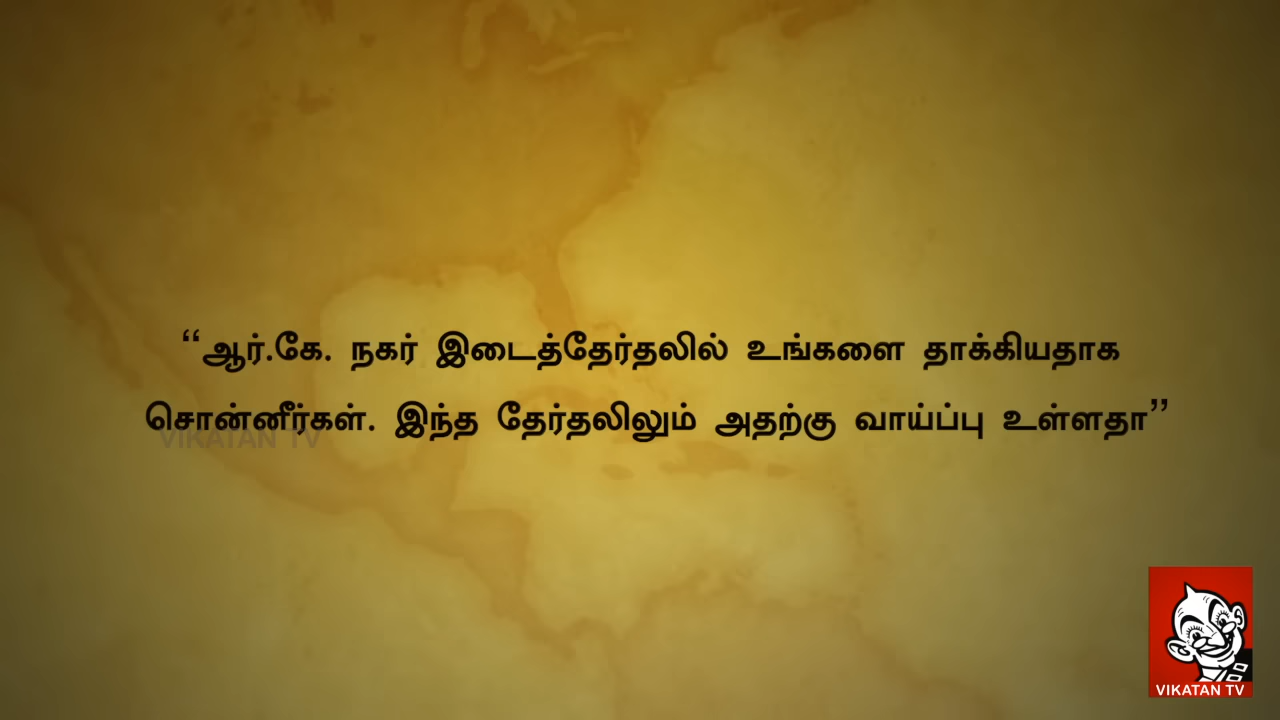 “ஆர்.கே. நகர் இடைத்தேர்தலில் உங்களை தாக்கியதாக
சொன்னீர்கள். இந்த தேர்தலிலும் அதற்கு வாய்ப்பு உள்ளதா”
VIKATAN TV
VIKATAN TV